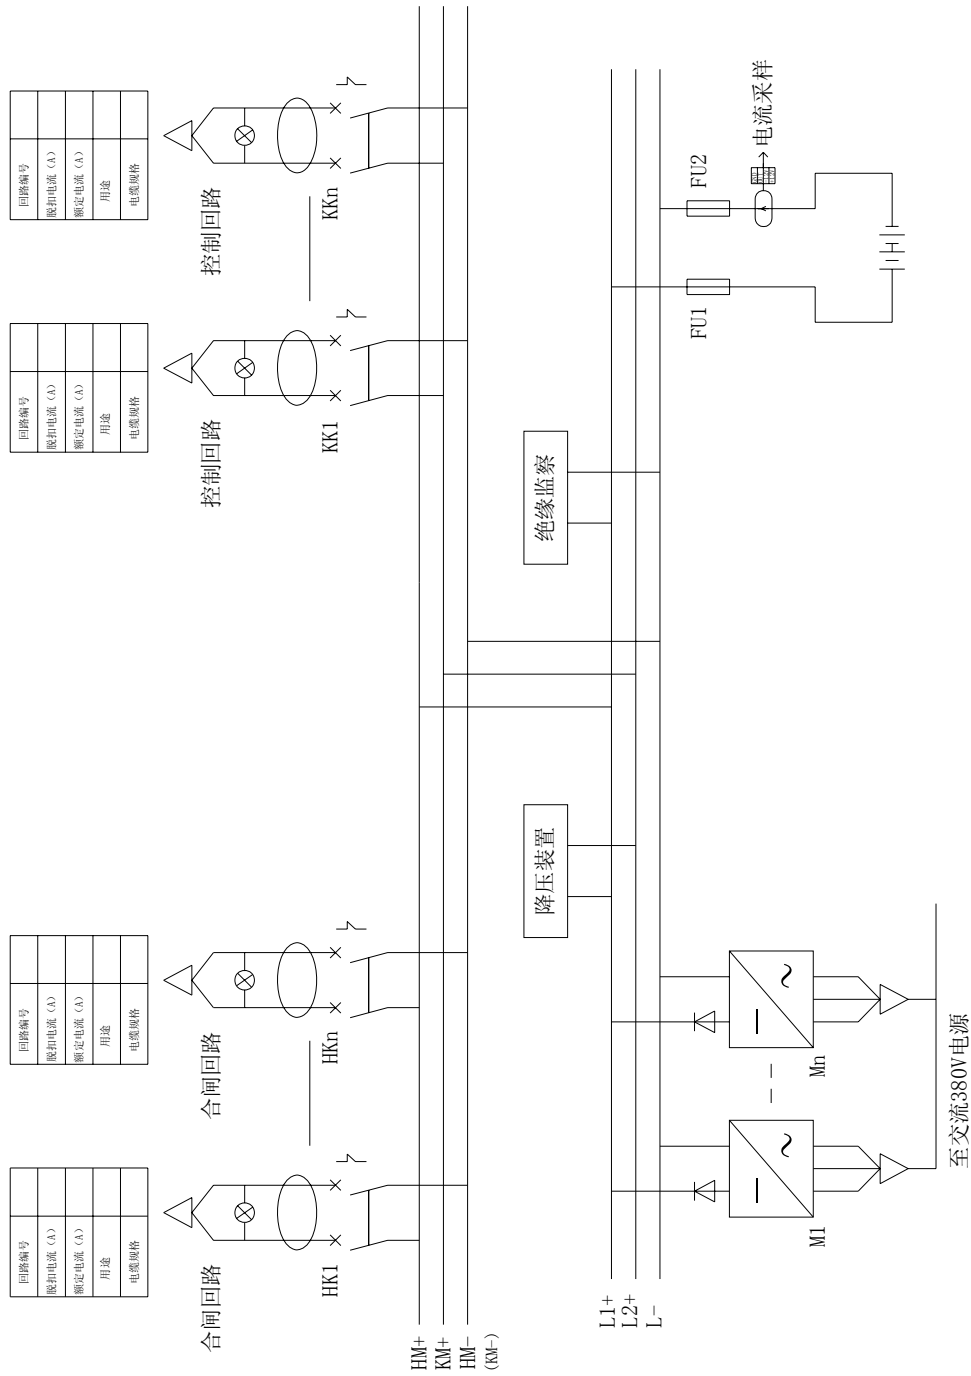 回路编号
脱扣电流(A)
额定电流(A)
用途
电缆规格
回路编号
脱扣电流(A)
额定电流(A)
用途
电缆规格
回路编号
脱扣电流(A)
额定电流(A)
用途
电缆规格
回路编号
脱扣电流(A)
额定电流(A)
用途
电缆规格
合闸回路
合闸回路
控制回路
控制回路
HK1
HKn
KK1
KKn
HM+
KM+
HM-
(KM-)
降压装置
绝缘监察
L1+
L2+
L-
FU1
FU2
电流采样
M1
Mn
至交流380V电源